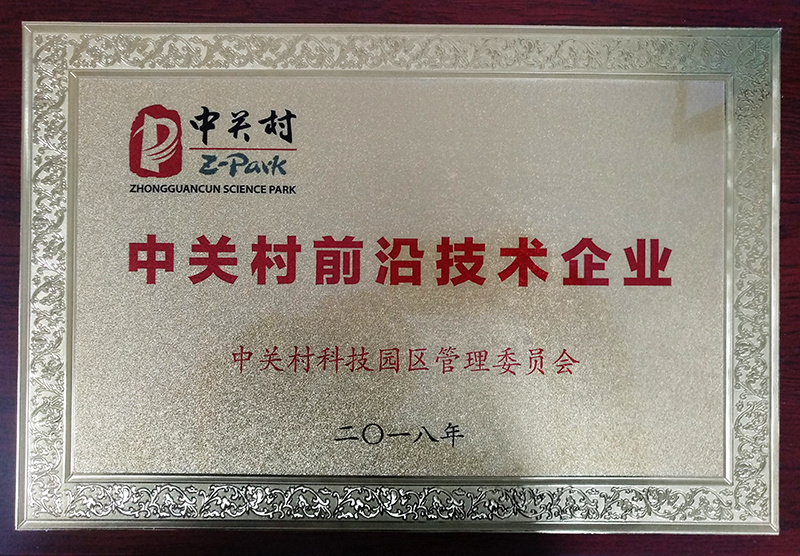 中关村
Z-Park
ZHONGGUANCUN SCIENCE PARK
中关村前沿技术企业
中关村科技园区管理委员会
二〇一八年